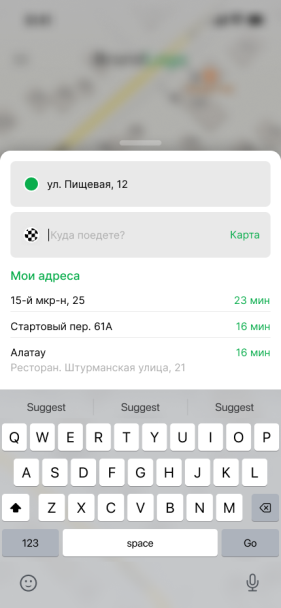 ул. Пищевая, 12
Куда поедете?
Карта
Мои адреса
15-й мкр-н, 25
23 мин
Стартовый пер. 61А
16 мин
Алатау
16 мин
Ресторан. Штурманская улица, 21
Suggest
Suggest
Suggest
Q W E R T Y U I O P
A S D F G H J K L
Z X C V B N M
123
space
Go